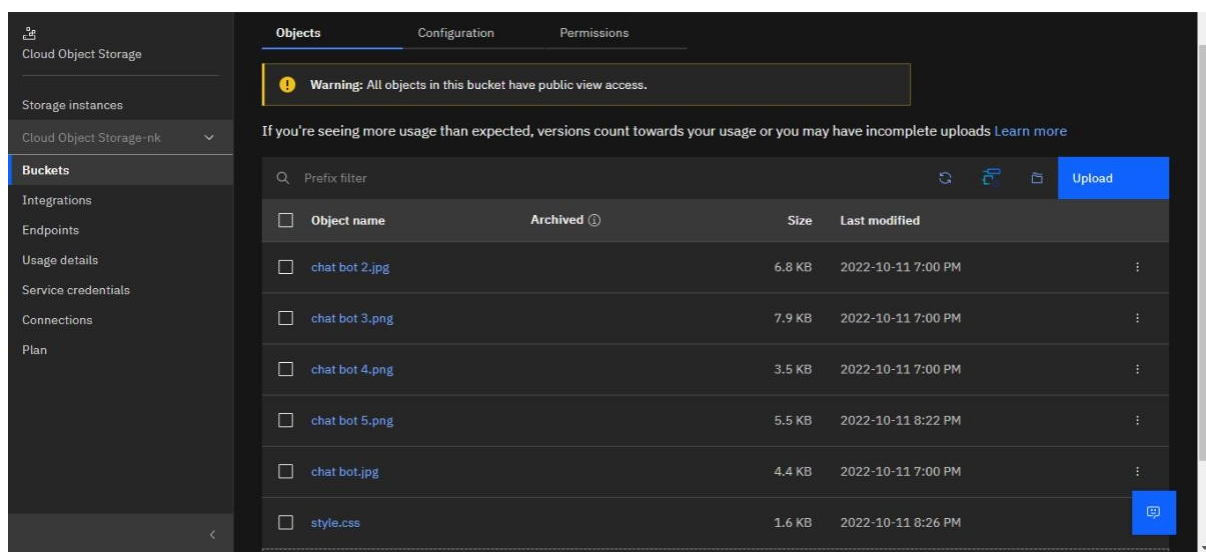 Cloud Object Storage
Storage instances
Cloud Object Storage-nk
Buckets
Integrations
Endpoints
Usage details
Service credentials
Connections
Plan
Objects Configuration Permissions
Warning: All objects in this bucket have public view access.
If you're seeing more usage than expected, versions count towards your usage or you may have incomplete uploads Learn more
Prefix filter Upload
Object name Archived Size Last modified
chat bot 2.jpg 6.8 KB 2022-10-11 7:00 PM
chat bot 3.png 7.9 KB 2022-10-11 7:00 PM
chat bot 4.png 3.5 KB 2022-10-11 7:00 PM
chat bot 5.png 5.5 KB 2022-10-11 8:22 PM
chat bot.jpg 4.4 KB 2022-10-11 7:00 PM
style.css 1.6 KB 2022-10-11 8:26 PM